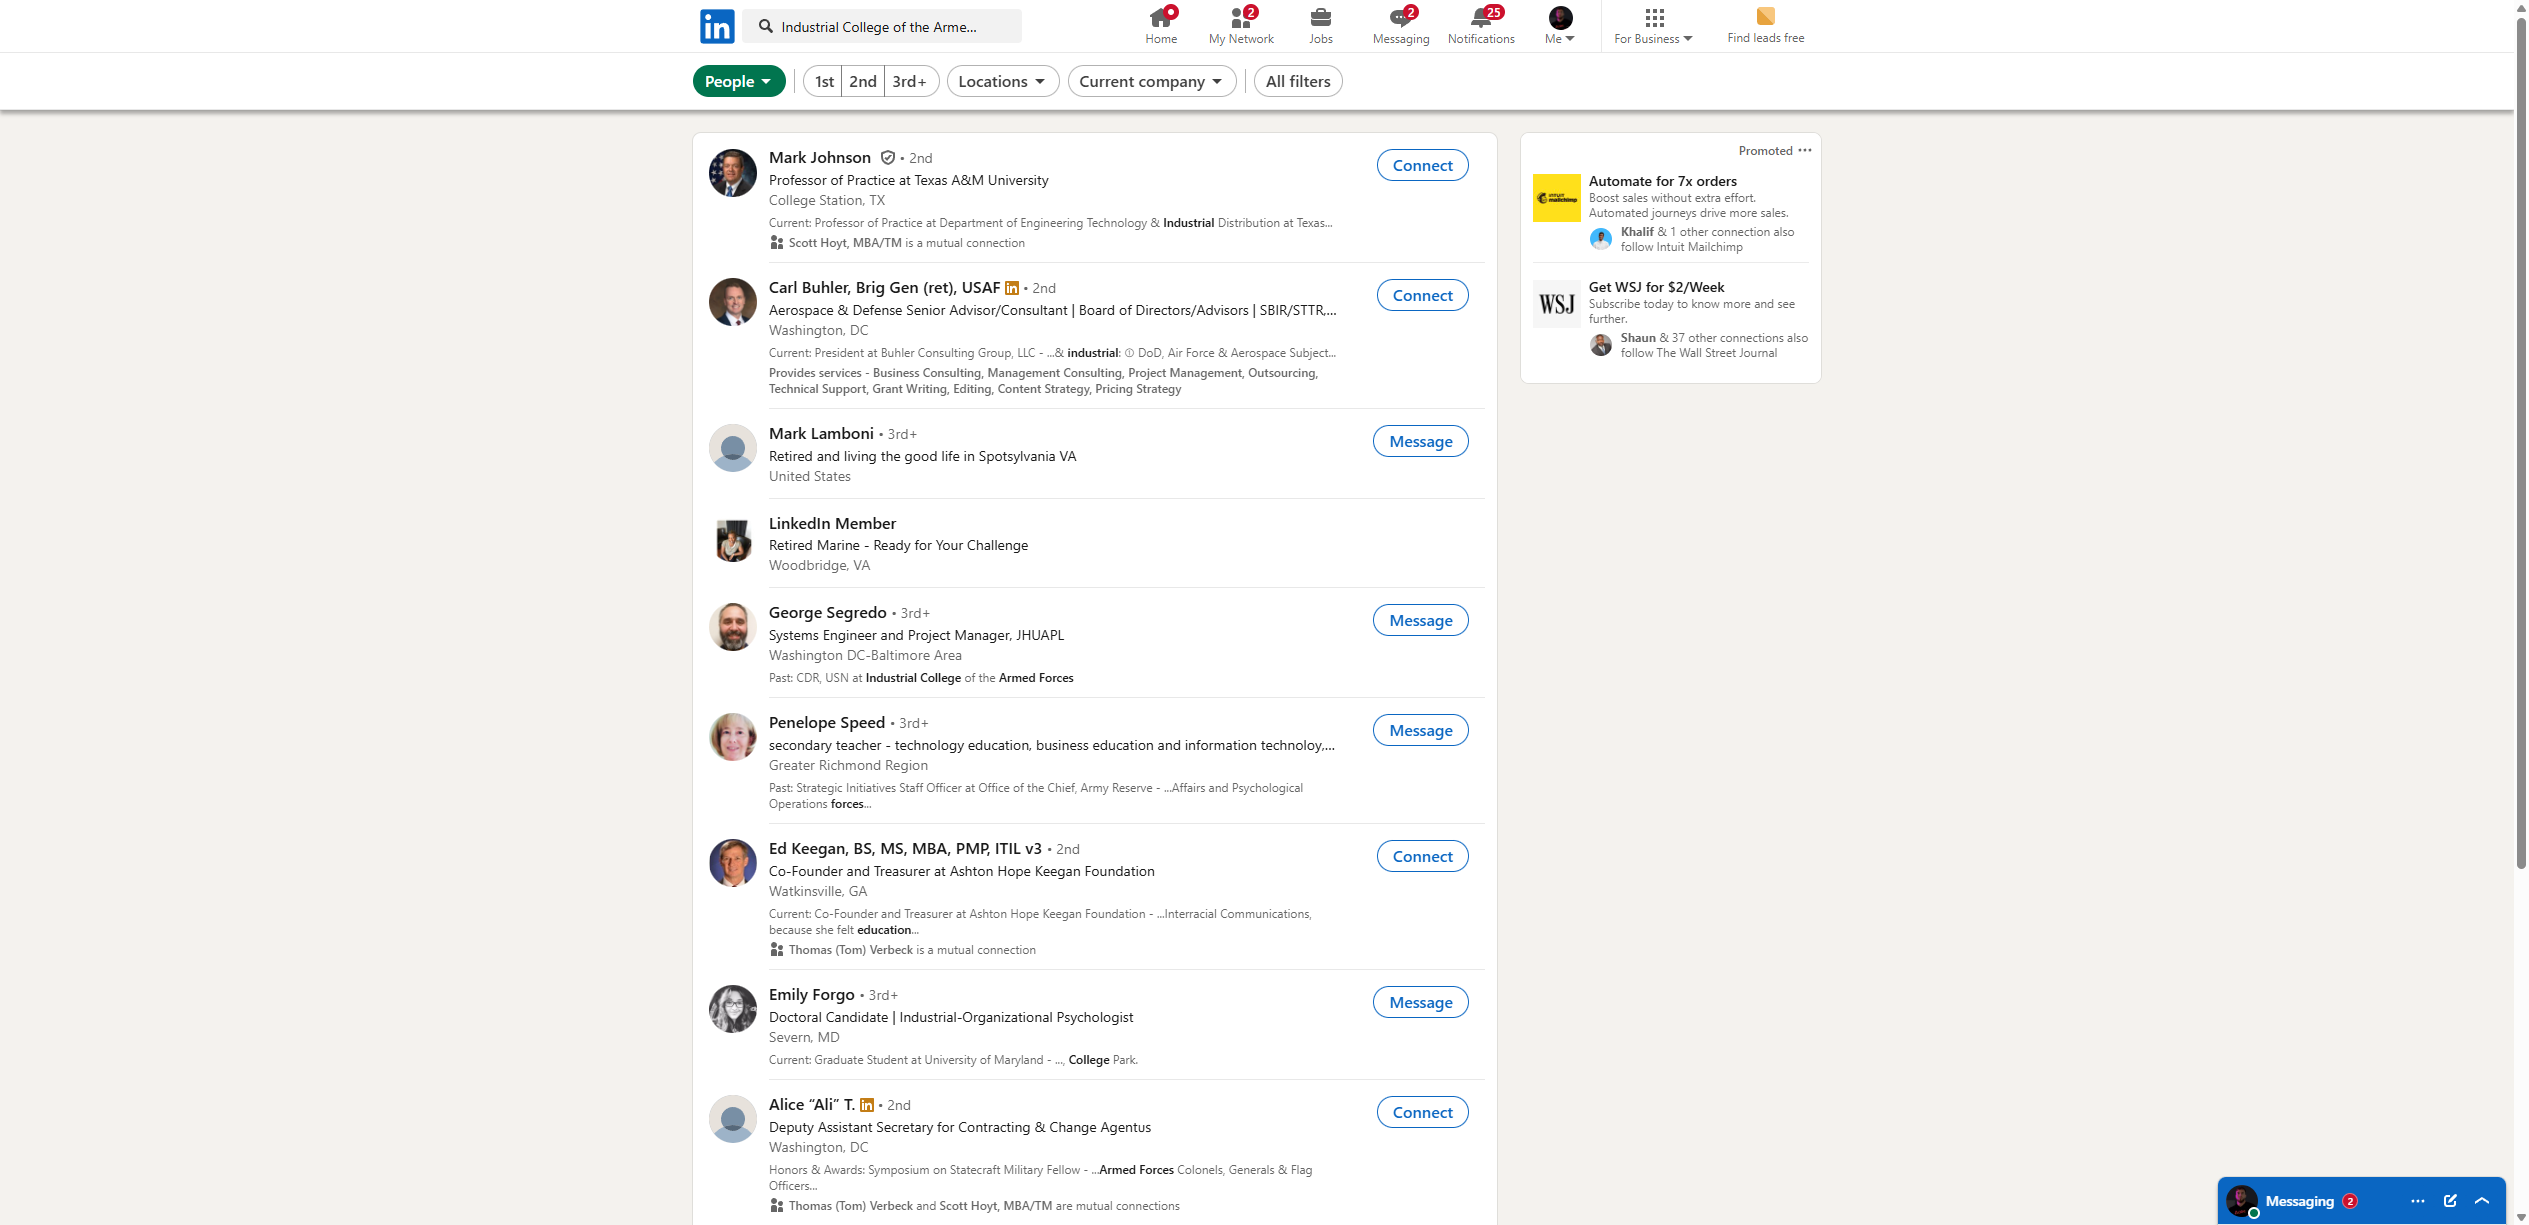 in
Industrial College of the Arme...
Home
2
My Network
Jobs
2
Messaging
25
Notifications
Me
For Business
Find leads free
People
1st
2nd
3rd+
Locations
Current company
All filters
Mark Johnson • 2nd
Professor of Practice at Texas A&M University
College Station, TX
Current: Professor of Practice at Department of Engineering Technology & Industrial Distribution at Texas...
Scott Hoyt, MBA/TM is a mutual connection
Connect
Carl Buhler, Brig Gen (ret), USAF in • 2nd
Aerospace & Defense Senior Advisor/Consultant | Board of Directors/Advisors | SBIR/STTR,...
Washington, DC
Current: President at Buhler Consulting Group, LLC - ...& industrial: DoD, Air Force & Aerospace Subject...
Provides services - Business Consulting, Management Consulting, Project Management, Outsourcing,
Technical Support, Grant Writing, Editing, Content Strategy, Pricing Strategy
Connect
Mark Lamboni • 3rd+
Retired and living the good life in Spotsylvania VA
United States
Message
LinkedIn Member
Retired Marine - Ready for Your Challenge
Woodbridge, VA
George Segredo • 3rd+
Systems Engineer and Project Manager, JHUAPL
Washington DC-Baltimore Area
Past: CDR, USN at Industrial College of the Armed Forces
Message
Penelope Speed • 3rd+
secondary teacher - technology education, business education and information technoloy,...
Greater Richmond Region
Past: Strategic Initiatives Staff Officer at Office of the Chief, Army Reserve - ...Affairs and Psychological
Operations forces...
Message
Ed Keegan, BS, MS, MBA, PMP, ITIL v3 • 2nd
Co-Founder and Treasurer at Ashton Hope Keegan Foundation
Watkinsville, GA
Current: Co-Founder and Treasurer at Ashton Hope Keegan Foundation - ...Interracial Communications,
because she felt education...
Thomas (Tom) Verbeck is a mutual connection
Connect
Emily Forgo • 3rd+
Doctoral Candidate | Industrial-Organizational Psychologist
Severn, MD
Current: Graduate Student at University of Maryland - ..., College Park.
Message
Alice “Ali” T. in • 2nd
Deputy Assistant Secretary for Contracting & Change Agentus
Washington, DC
Honors & Awards: Symposium on Statecraft Military Fellow - ...Armed Forces Colonels, Generals & Flag
Officers...
Thomas (Tom) Verbeck and Scott Hoyt, MBA/TM are mutual connections
Connect
Promoted
Automate for 7x orders
Boost sales without extra effort.
Automated journeys drive more sales.
INTUIT
mailchimp
Khalif & 1 other connection also
follow Intuit Mailchimp
WSJ
Get WSJ for $2/Week
Subscribe today to know more and see
further.
Shaun & 37 other connections also
follow The Wall Street Journal
Messaging 2